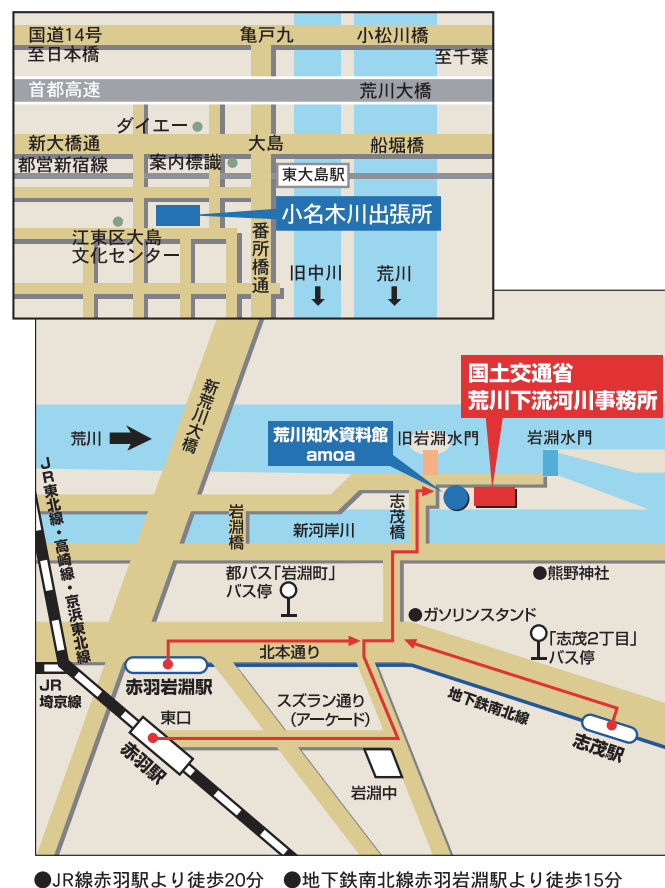 国道14号
至日本橋
亀戸九
小松川橋
至千葉
首都高速
荒川大橋
ダイエー
新大橋通
大島
船堀橋
都営新宿線
案内標識
東大島駅
小名木川出張所
江東区大島
文化センター
番所橋通
旧中川
荒川
新荒川大橋
国土交通省
荒川下流河川事務所
荒川
荒川知水資料館
amoa
旧岩淵水門
岩淵水門
JR東北線・高崎線・京浜東北線
岩淵橋
新河岸川
志茂橋
都バス「岩淵町」
バス停
熊野神社
●ガソリンスタンド
「志茂2丁目」
バス停
北本通り
赤羽岩淵駅
JR
埼京線
地下鉄南北線
スズラン通り
(アーケード)
東口
志茂駅
赤羽駅
岩淵中
●JR線赤羽駅より徒歩20分 ●地下鉄南北線赤羽岩淵駅より徒歩15分